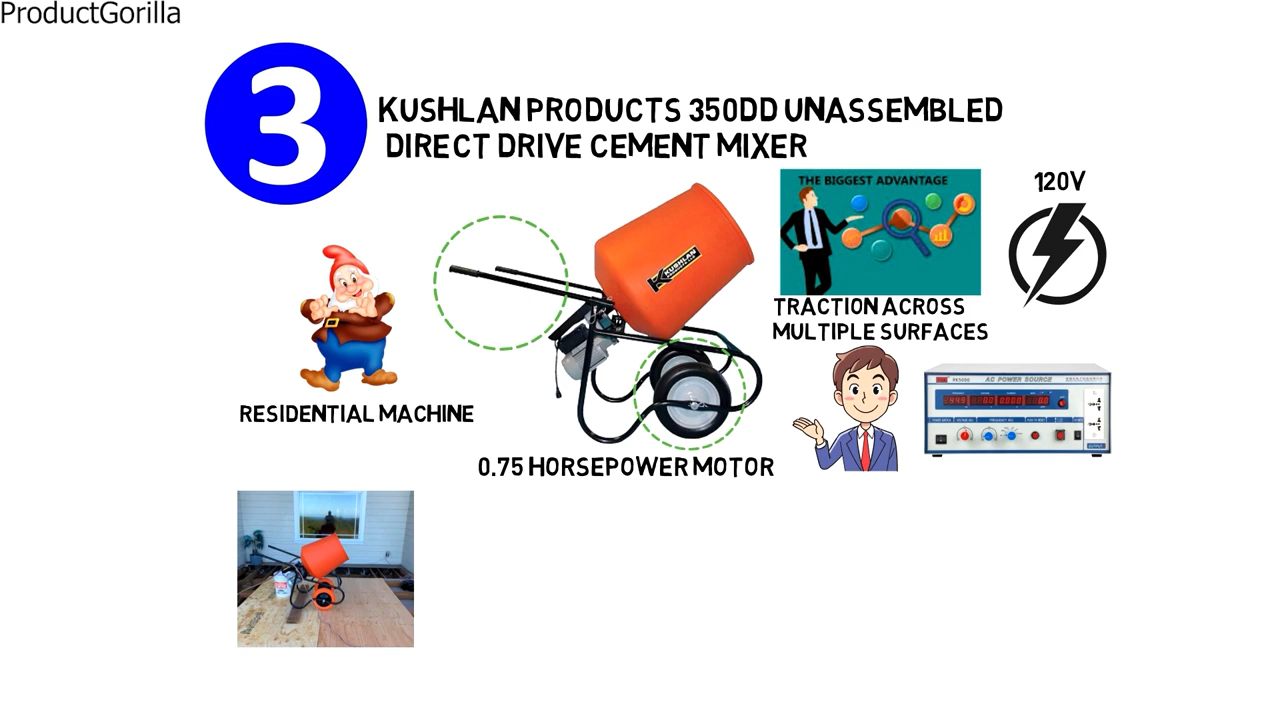 ProductGorilla
3
KUSHLAN PRODUCTS 350DD UNASSEMBLED
DIRECT DRIVE CEMENT MIXER
THE BIGGEST ADVANTAGE
120V
KUSHLAN
TRACTION ACROSS
MULTIPLE SURFACES
AC POWER SOURCE
RESIDENTIAL MACHINE
0.75 HORSEPOWER MOTOR